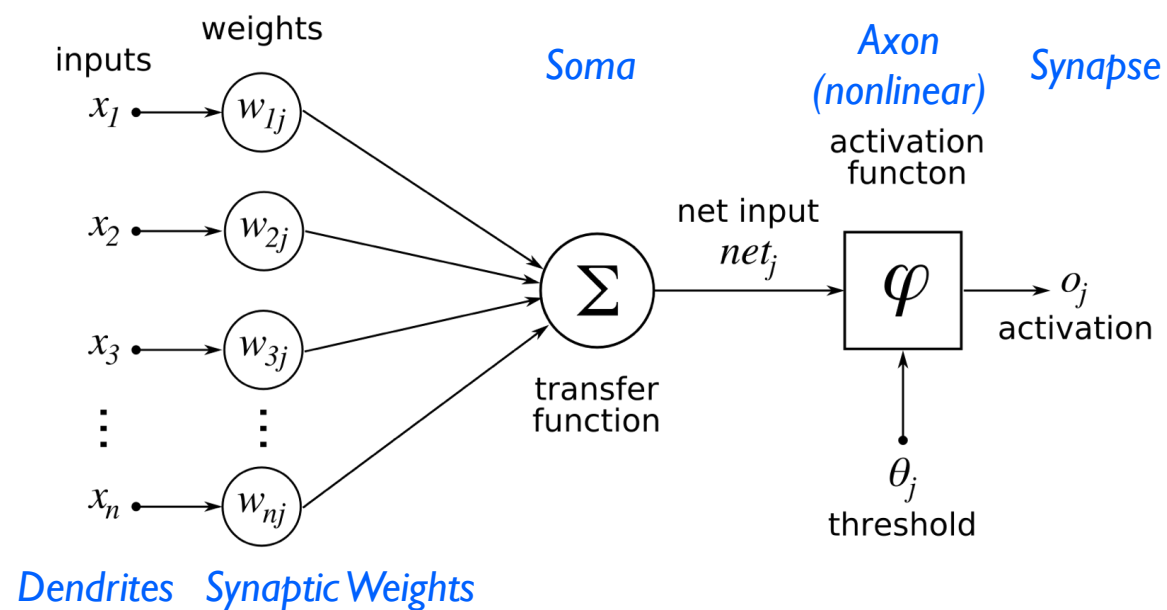 weights
inputs
Soma
Axon
(nonlinear)
Synapse
x₁
w₁ⱼ
activation
functon
x₂
w₂ⱼ
net input
netⱼ
Σ
φ
oⱼ
activation
x₃
w₃ⱼ
transfer
function
⋮ ⋮
xₙ
wₙⱼ
θⱼ
threshold
Dendrites
Synaptic Weights